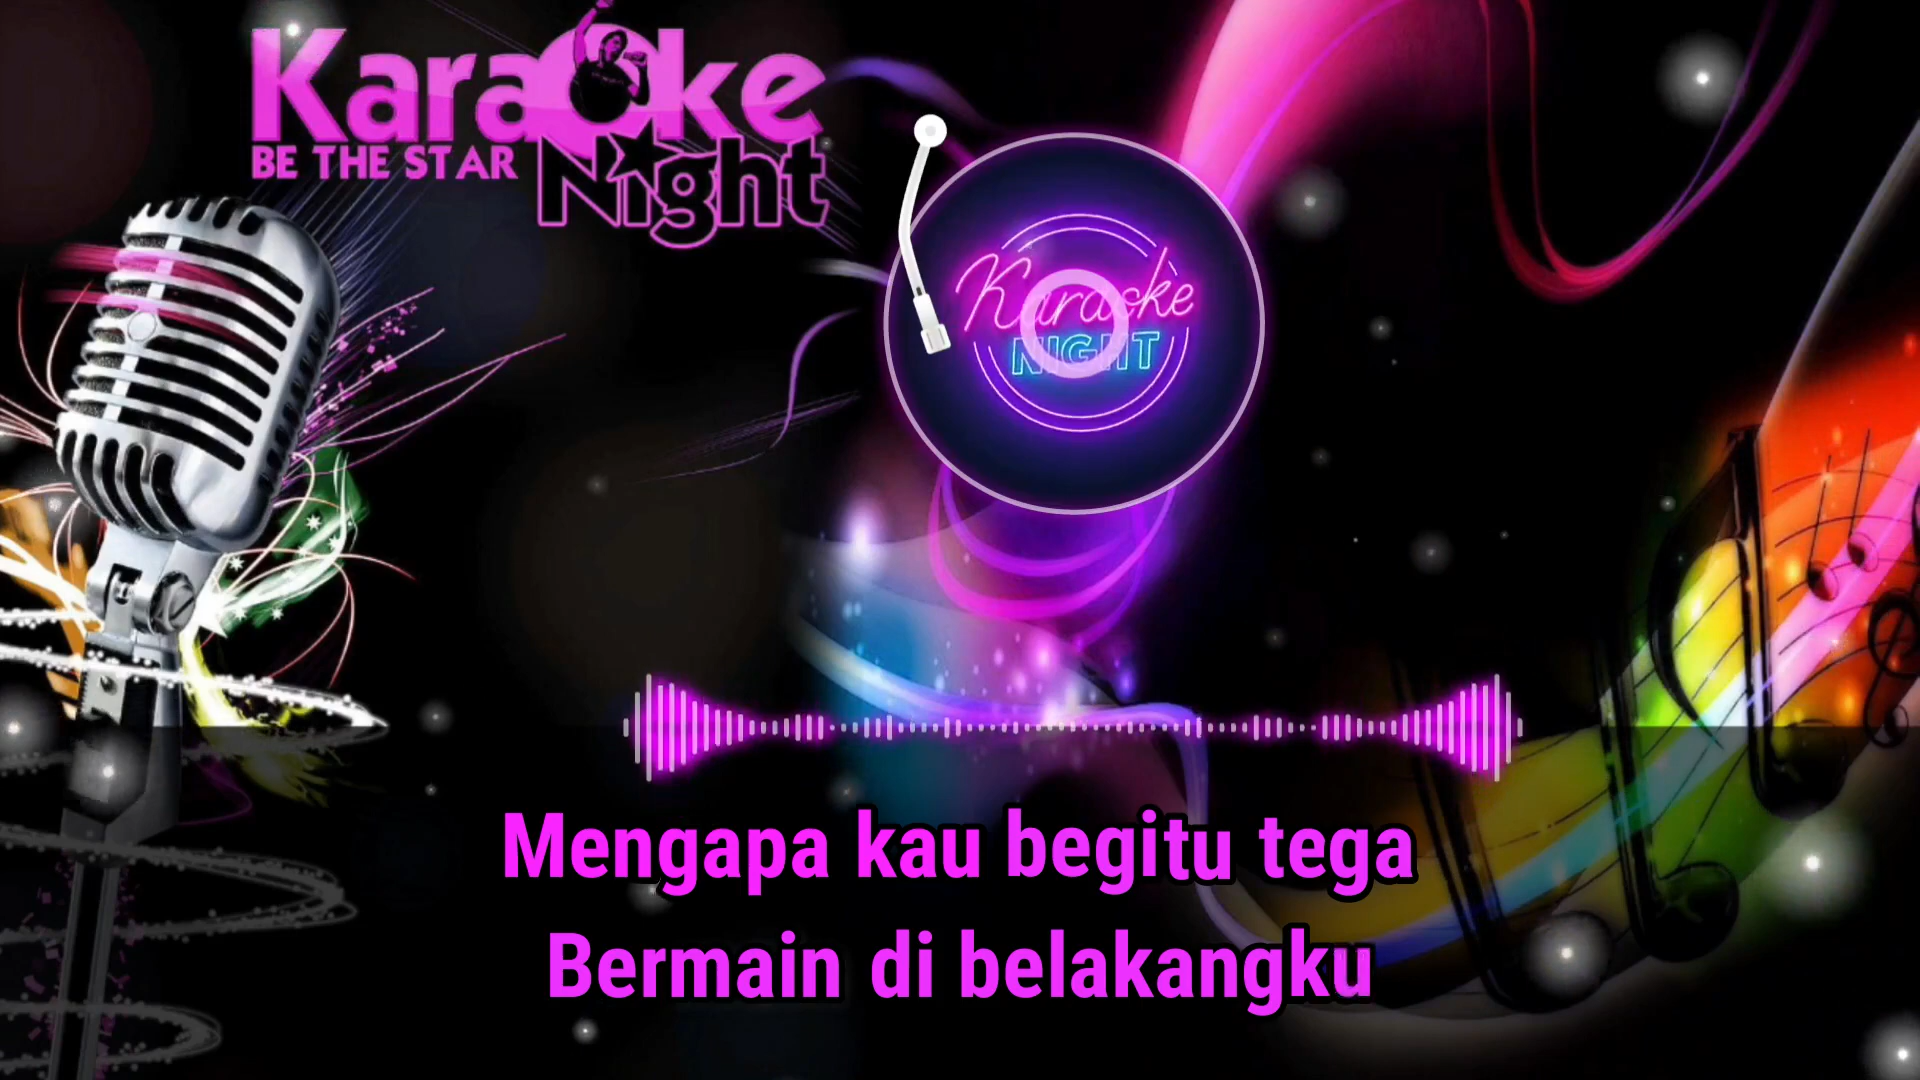 Karaoke
BE THE STAR Night
Karaoke
NIGHT
Mengapa kau begitu tega
Bermain di belakangku